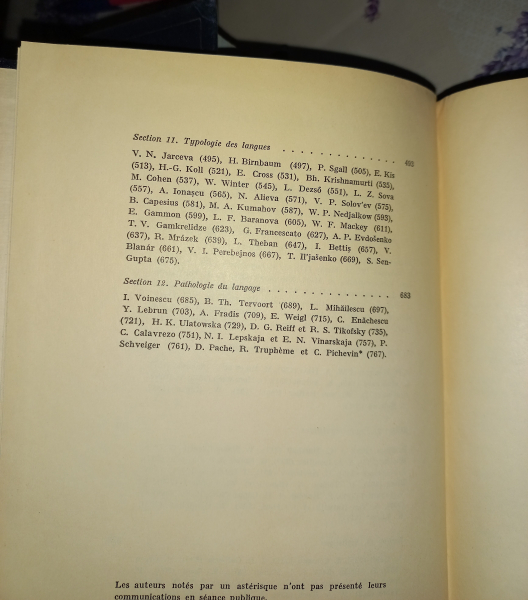 Section 11. Typologie des langues . . . . . . . . . . . . . 493
V. N. Jarceva (495), H. Birnbaum (497), P. Sgall (505), E. Kis
(513), H.-G. Koll (521), E. Cross (531), Bh. Krishnamurti (535),
M. Cohen (537), W. Winter (545), L. Dezsö (551), L. Z. Sova
(557), A. Ionașcu (565), N. Alieva (571), V. P. Solov'ev (575),
B. Capesius (581), M. A. Kumahov (587), W. P. Nedjalkow (593),
E. Gammon (599), L. F. Baranova (605), W. F. Mackey (611),
T. V. Gamkrelidze (623), G. Francescato (627), A. P. Evdošenko
(637), R. Mrázek (639), L. Theban (647), I. Bettiș (657), V.
Blanár (661), V. I. Perebejnos (667), T. Il'jašenko (669), S. Sen-
Gupta (675).
Section 12. Pathologie du langage . . . . . . . . . . . . . 683
I. Voinescu (685), B. Th. Tervoort (689), L. Mihăilescu (697),
Y. Lebrun (703), A. Fradis (709), E. Weigl (715), C. Enăchescu
(721), H. K. Ulatowska (729), D. G. Reiff et R. S. Tikofsky (735),
C. Calavrezo (751), N. I. Lepskaja et E. N. Vinarskaja (757), P.
Schveiger (761), D. Pache, R. Truphème et C. Pichevin* (767).
Les auteurs notés par un astérisque n'ont pas présenté leurs
communications en séance publique.